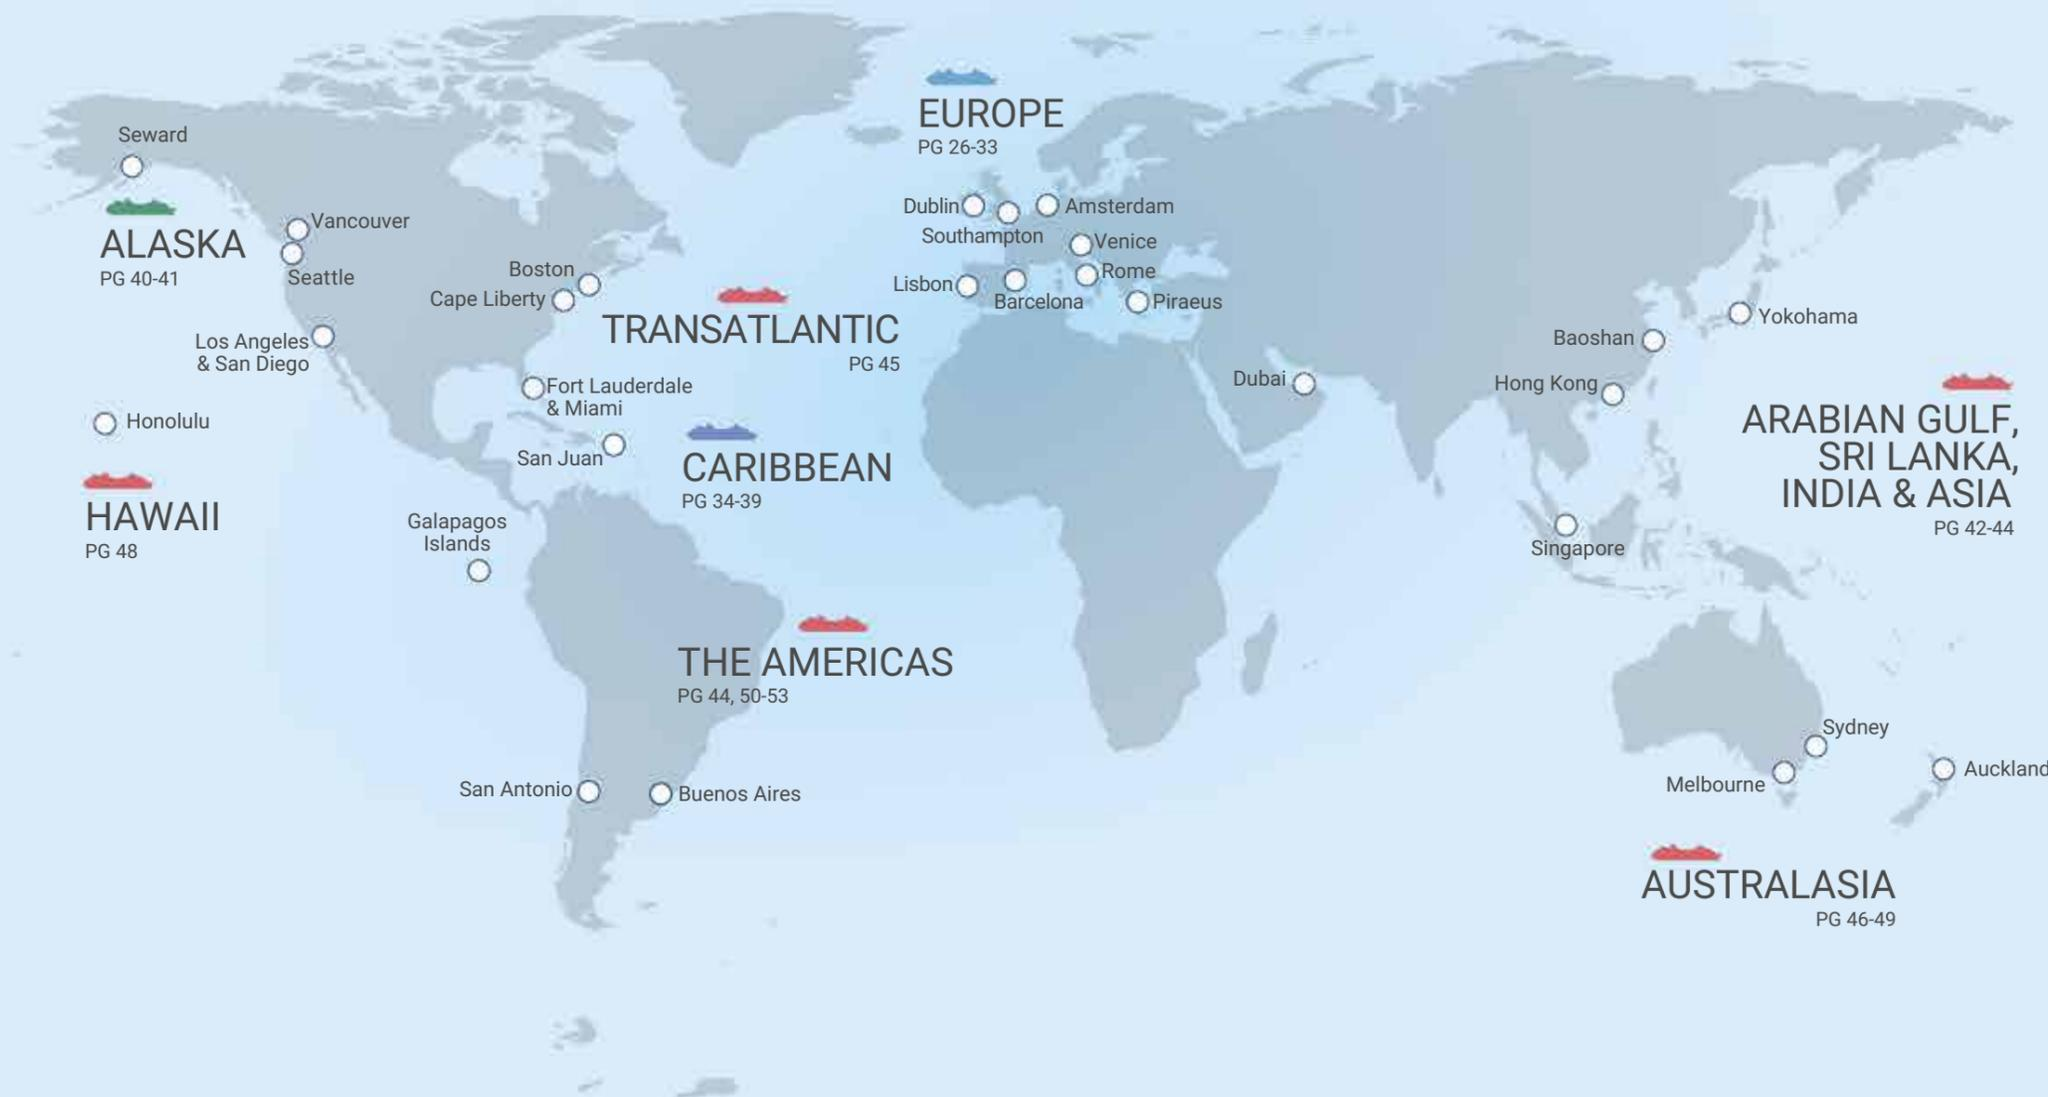 EUROPE
PG 26-33
Seward
ALASKA
PG 40-41
Vancouver
Seattle
Boston
Cape Liberty
Los Angeles
& San Diego
Honolulu
HAWAII
PG 48
TRANSATLANTIC
PG 45
Fort Lauderdale
& Miami
San Juan
CARIBBEAN
PG 34-39
Galapagos
Islands
THE AMERICAS
PG 44, 50-53
San Antonio
Buenos Aires
Dublin
Southampton
Amsterdam
Venice
Lisbon
Barcelona
Rome
Piraeus
Dubai
Baoshan
Yokohama
Hong Kong
ARABIAN GULF,
SRI LANKA,
INDIA & ASIA
PG 42-44
Singapore
Sydney
Melbourne
Auckland
AUSTRALASIA
PG 46-49